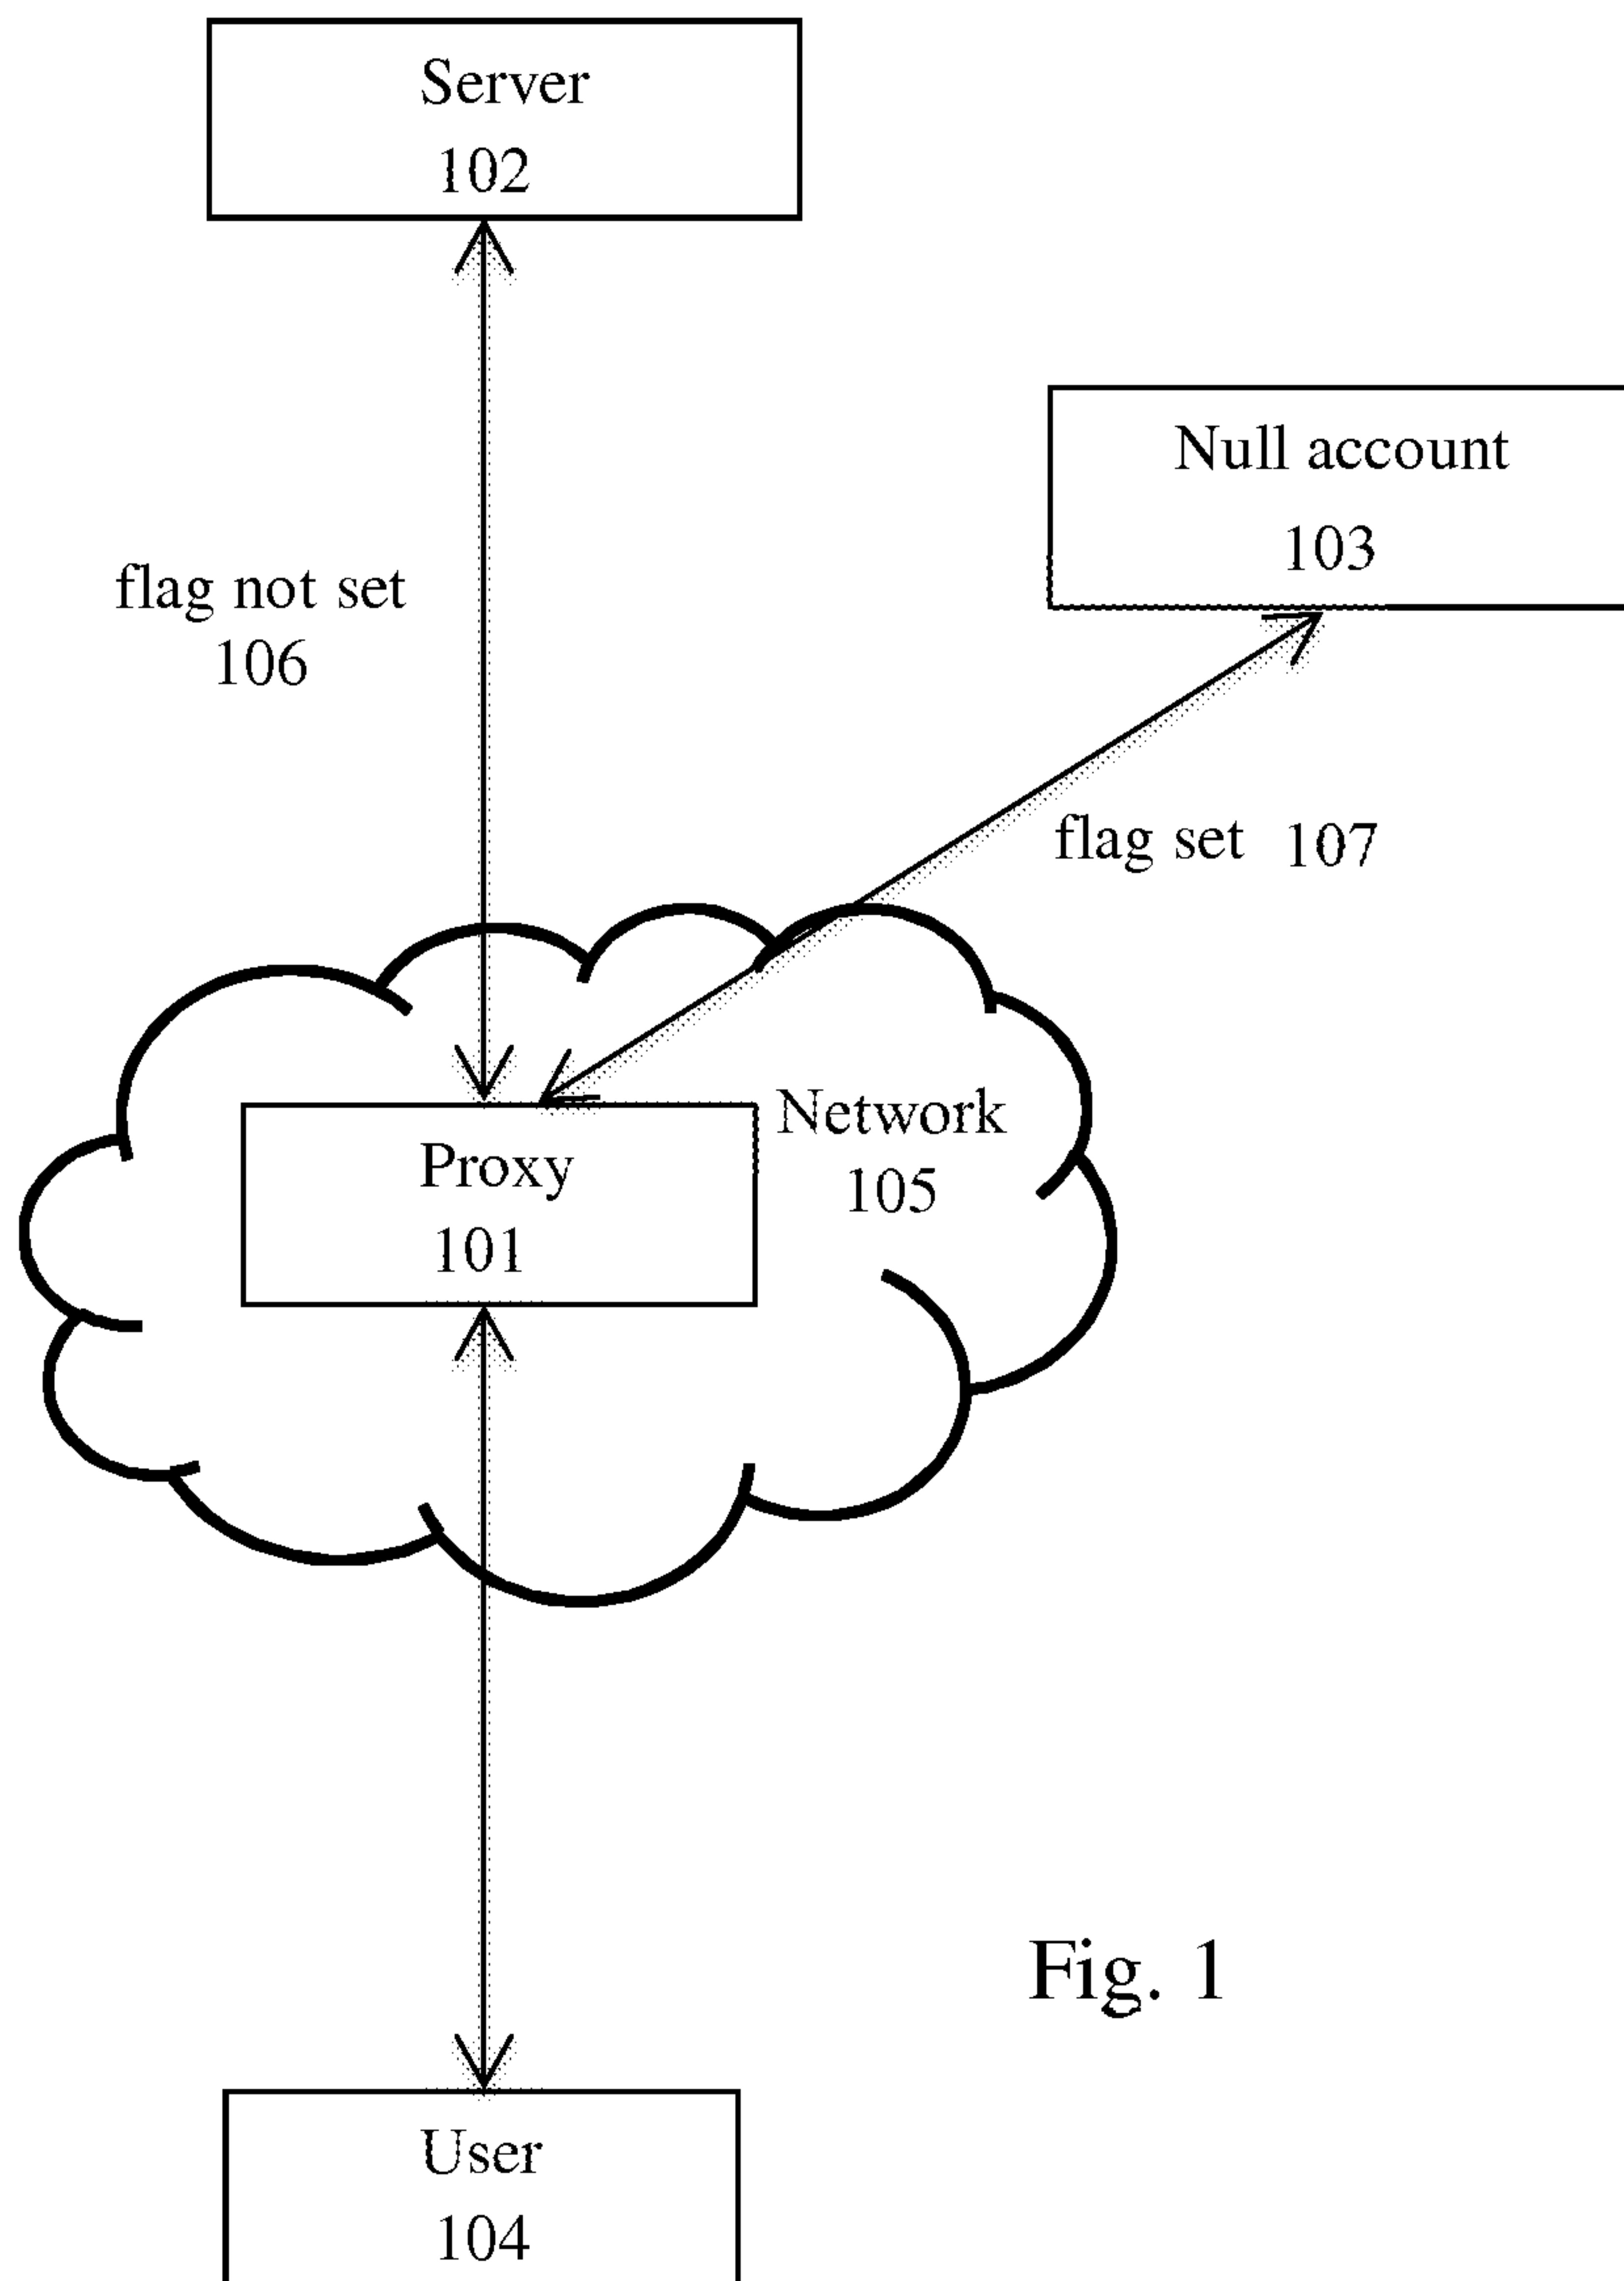 Server
102
Null account
103
flag not set
106
flag set 107
Network
105
Proxy
101
Fig. 1
User
104